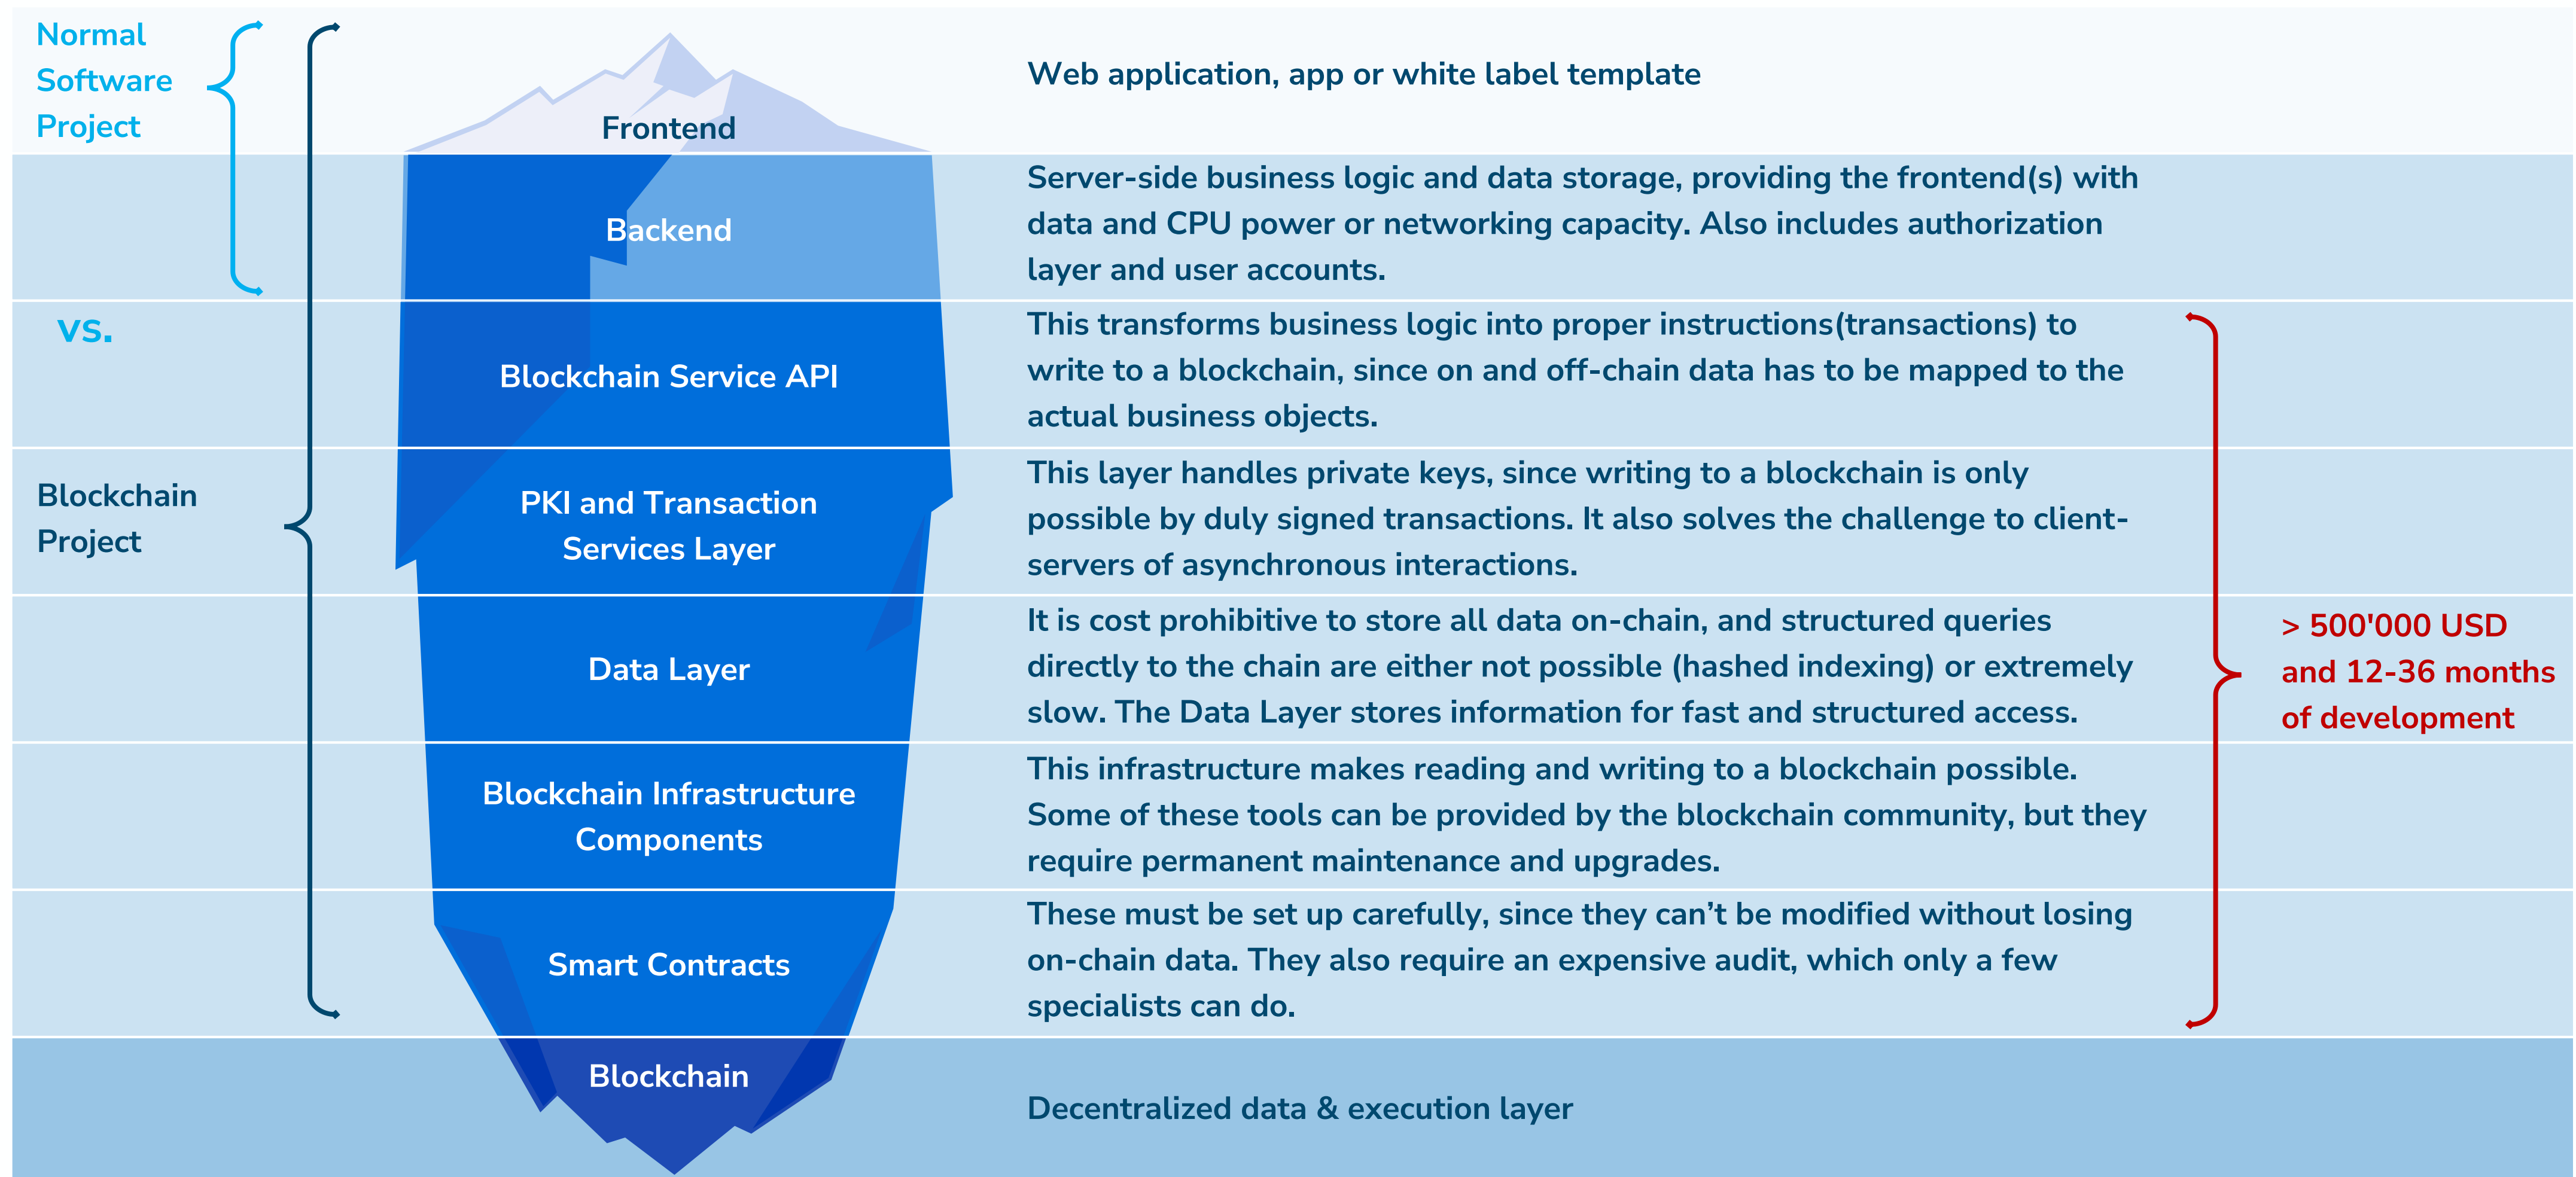 Normal
Software
Project
Frontend
Web application, app or white label template
Backend
Server-side business logic and data storage, providing the frontend(s) with
data and CPU power or networking capacity. Also includes authorization
layer and user accounts.
vs.
Blockchain Service API
This transforms business logic into proper instructions(transactions) to
write to a blockchain, since on and off-chain data has to be mapped to the
actual business objects.
Blockchain
Project
PKI and Transaction
Services Layer
This layer handles private keys, since writing to a blockchain is only
possible by duly signed transactions. It also solves the challenge to client-
servers of asynchronous interactions.
Data Layer
It is cost prohibitive to store all data on-chain, and structured queries
directly to the chain are either not possible (hashed indexing) or extremely
slow. The Data Layer stores information for fast and structured access.
> 500'000 USD
and 12-36 months
of development
Blockchain Infrastructure
Components
This infrastructure makes reading and writing to a blockchain possible.
Some of these tools can be provided by the blockchain community, but they
require permanent maintenance and upgrades.
Smart Contracts
These must be set up carefully, since they can’t be modified without losing
on-chain data. They also require an expensive audit, which only a few
specialists can do.
Blockchain
Decentralized data & execution layer